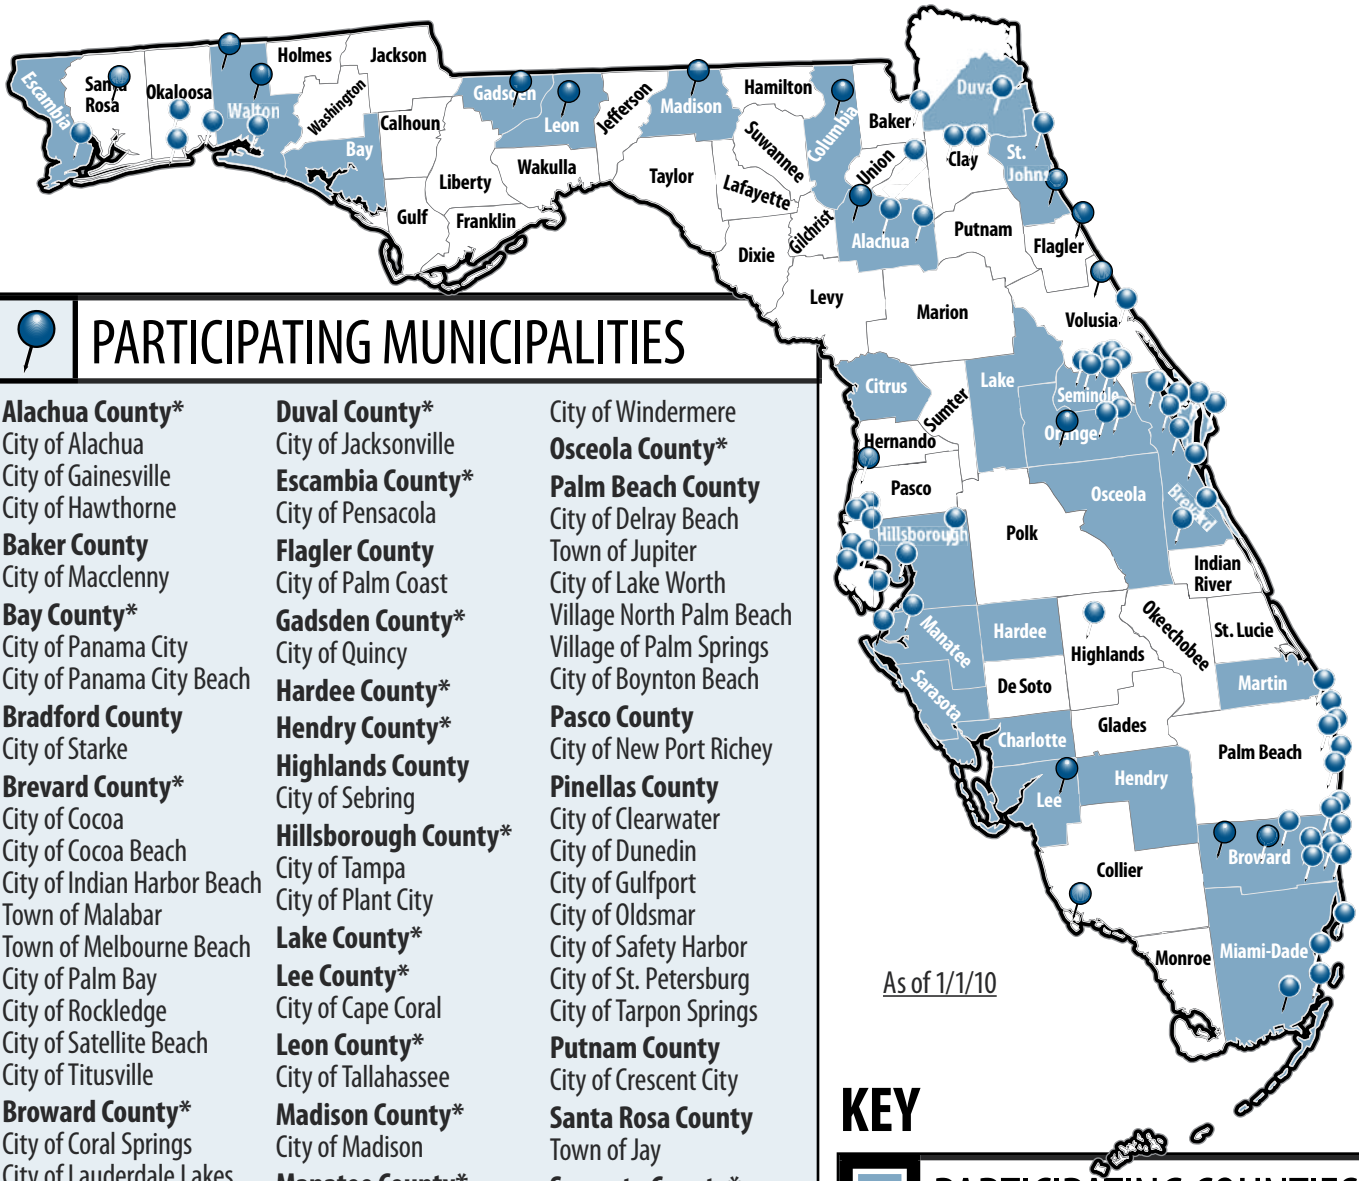 Holmes
Jackson
Escambia
Santa
Rosa
Okaloosa
Walton
Washington
Calhoun
Bay
Gulf
Liberty
Franklin
Gadsden
Leon
Wakulla
Jefferson
Madison
Taylor
Hamilton
Suwannee
Lafayette
Dixie
Gilchrist
Columbia
Baker
Union
Alachua
Duval
Clay
St.
Johns
Putnam
Flagler
Levy
Marion
Volusia
Citrus
Sumter
Lake
Seminole
Orange
Hernando
Pasco
Osceola
Brevard
Hillsborough
Polk
Indian
River
Manatee
Hardee
Highlands
Okeechobee
St. Lucie
Sarasota
De Soto
Martin
Charlotte
Glades
Palm Beach
Lee
Hendry
Collier
Broward
Monroe
Miami-Dade
PARTICIPATING MUNICIPALITIES
Alachua County*
City of Alachua
City of Gainesville
City of Hawthorne
Baker County
City of Macclenny
Bay County*
City of Panama City
City of Panama City Beach
Bradford County
City of Starke
Brevard County*
City of Cocoa
City of Cocoa Beach
City of Indian Harbor Beach
Town of Malabar
Town of Melbourne Beach
City of Palm Bay
City of Rockledge
City of Satellite Beach
City of Titusville
Broward County*
City of Coral Springs
City of Lauderdale Lakes
Duval County*
City of Jacksonville
Escambia County*
City of Pensacola
Flagler County
City of Palm Coast
Gadsden County*
City of Quincy
Hardee County*
Hendry County*
Highlands County
City of Sebring
Hillsborough County*
City of Tampa
City of Plant City
Lake County*
Lee County*
City of Cape Coral
Leon County*
City of Tallahassee
Madison County*
City of Madison
Manatee County*
City of Windermere
Osceola County*
Palm Beach County
City of Delray Beach
Town of Jupiter
City of Lake Worth
Village North Palm Beach
Village of Palm Springs
City of Boynton Beach
Pasco County
City of New Port Richey
Pinellas County
City of Clearwater
City of Dunedin
City of Gulfport
City of Oldsmar
City of Safety Harbor
City of St. Petersburg
City of Tarpon Springs
Putnam County
City of Crescent City
Santa Rosa County
Town of Jay
Sarasota County*
As of 1/1/10
KEY
PARTICIPATING COUNTIES